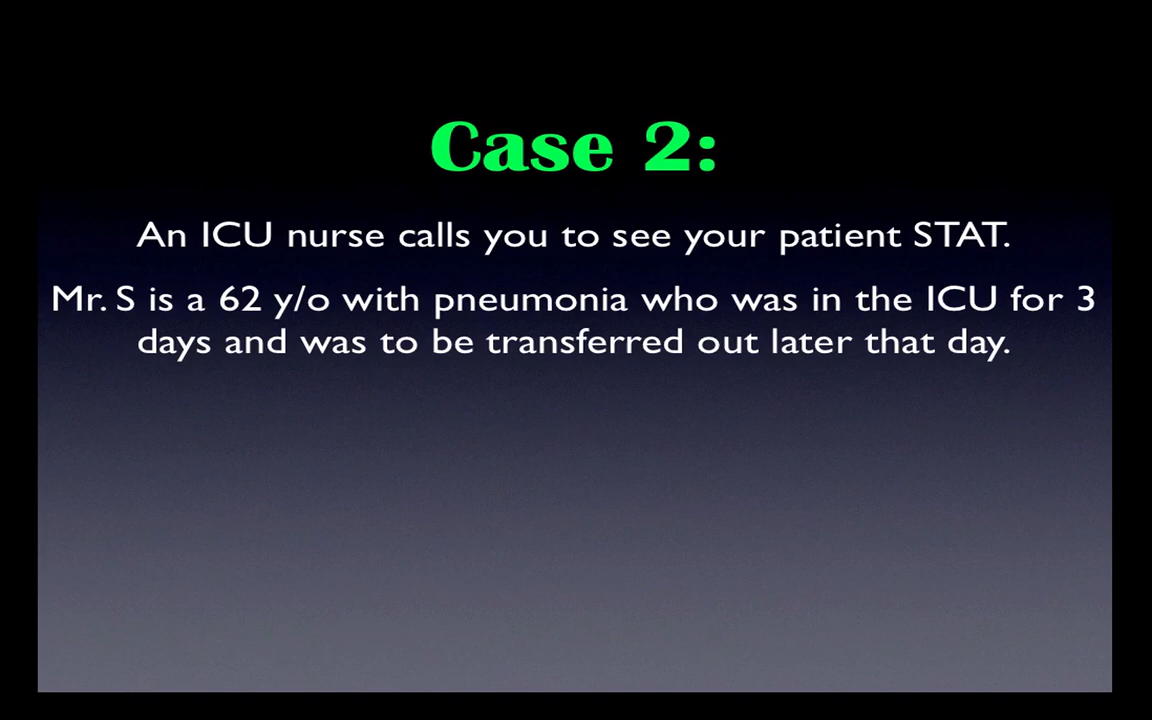 Case 2:
An ICU nurse calls you to see your patient STAT.
Mr. S is a 62 y/o with pneumonia who was in the ICU for 3
days and was to be transferred out later that day.